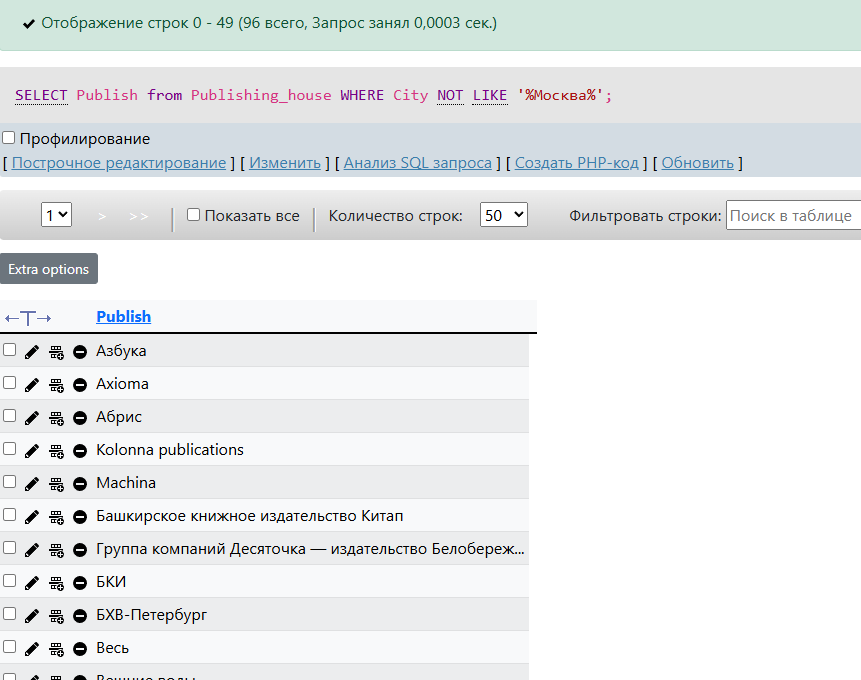 Отображение строк 0 - 49 (96 всего, Запрос занял 0,0003 сек.)
SELECT Publish from Publishing_house WHERE City NOT LIKE '%Москва%';
Профилирование
[ Построчное редактирование ] [ Изменить ] [ Анализ SQL запроса ] [ Создать PHP-код ] [ Обновить ]
1 > >> | Показать все | Количество строк: 50 Фильтровать строки: Поиск в таблице
Extra options
←T→ Publish
Азбука
Axioma
Абрис
Kolonna publications
Machina
Башкирское книжное издательство Китап
Группа компаний Десяточка — издательство Белобереж...
БКИ
БХВ-Петербург
Весь